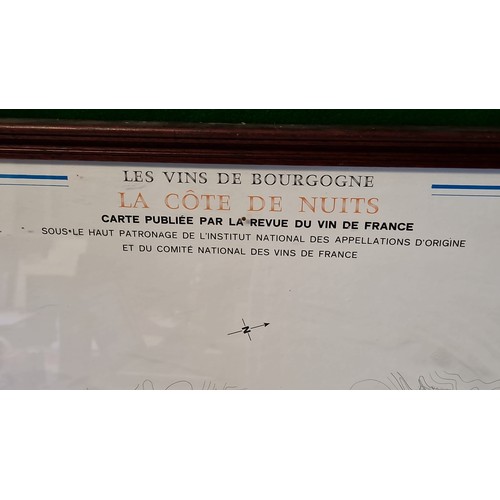 LES VINS DE BOURGOGNE
LA CÔTE DE NUITS
CARTE PUBLIÉE PAR LA REVUE DU VIN DE FRANCE
SOUS LE HAUT PATRONAGE DE L'INSTITUT NATIONAL DES APPELLATIONS D'ORIGINE
ET DU COMITÉ NATIONAL DES VINS DE FRANCE
N